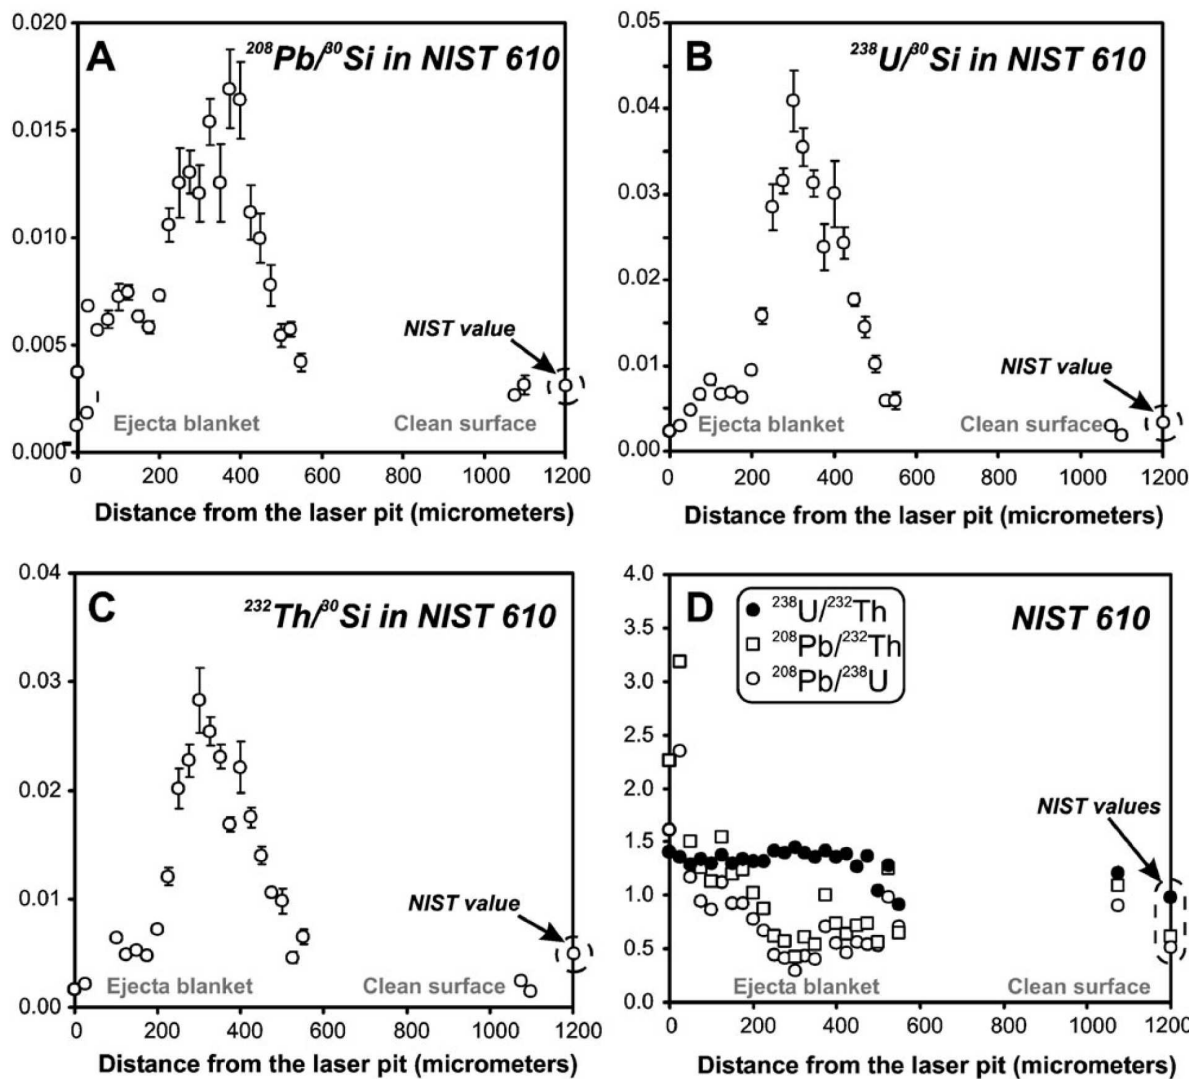 A
²⁰⁸Pb/³⁰Si in NIST 610
0.020
0.015
0.010
0.005
0.000
NIST value
Ejecta blanket
Clean surface
0 200 400 600 800 1000 1200
Distance from the laser pit (micrometers)
B
²³⁸U/³⁰Si in NIST 610
0.05
0.04
0.03
0.02
0.01
0.00
NIST value
Ejecta blanket
Clean surface
0 200 400 600 800 1000 1200
Distance from the laser pit (micrometers)
C
²³²Th/³⁰Si in NIST 610
0.04
0.03
0.02
0.01
0.00
NIST value
Ejecta blanket
Clean surface
0 200 400 600 800 1000 1200
Distance from the laser pit (micrometers)
D
NIST 610
²³⁸U/²³²Th
²⁰⁸Pb/²³²Th
²⁰⁸Pb/²³⁸U
4.0
3.5
3.0
2.5
2.0
1.5
1.0
0.5
0.0
NIST values
Ejecta blanket
Clean surface
0 200 400 600 800 1000 1200
Distance from the laser pit (micrometers)